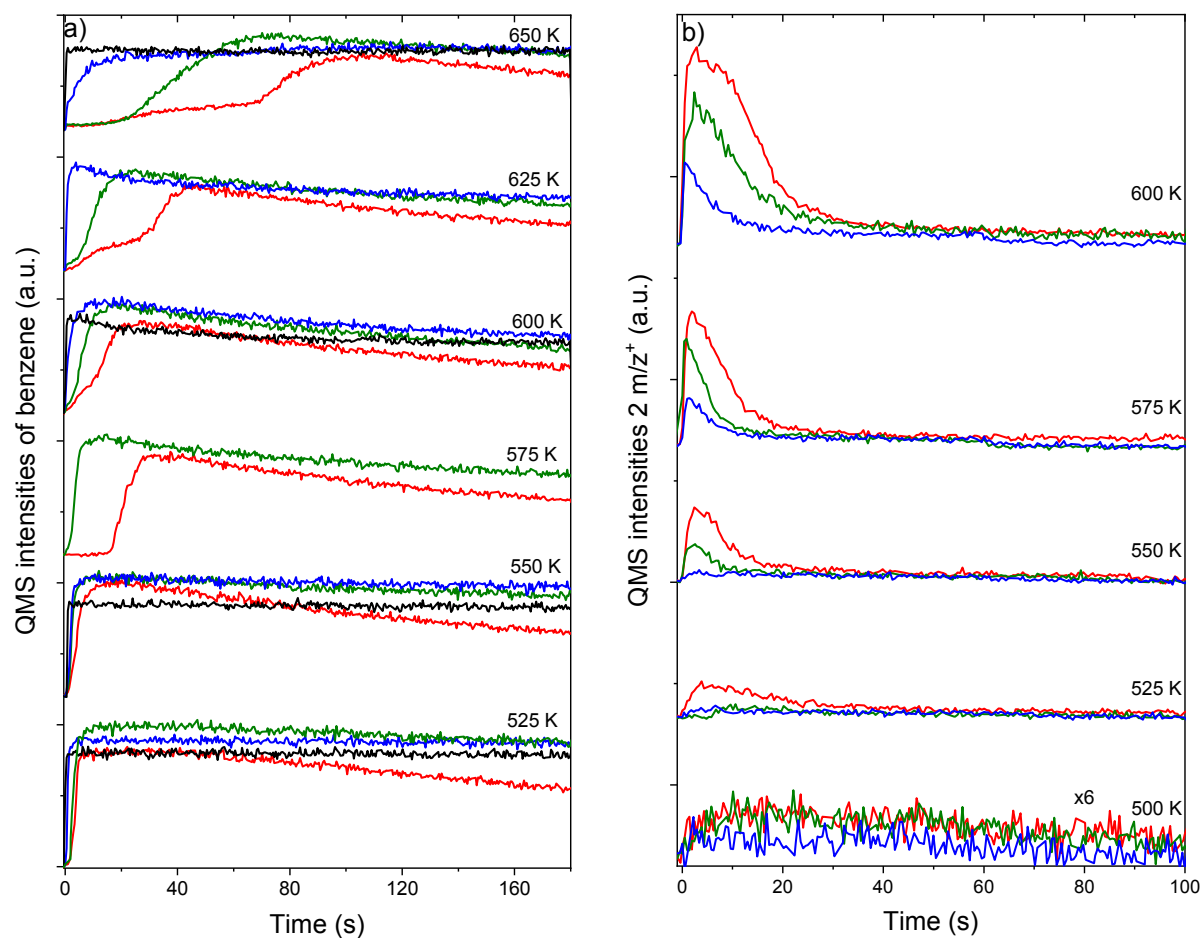 a)
QMS intensities of benzene (a.u.)
650 K
625 K
600 K
575 K
550 K
525 K
0 40 80 120 160
Time (s)
b)
QMS intensities 2 m/z⁺ (a.u.)
600 K
575 K
550 K
525 K
x6
500 K
0 20 40 60 80 100
Time (s)